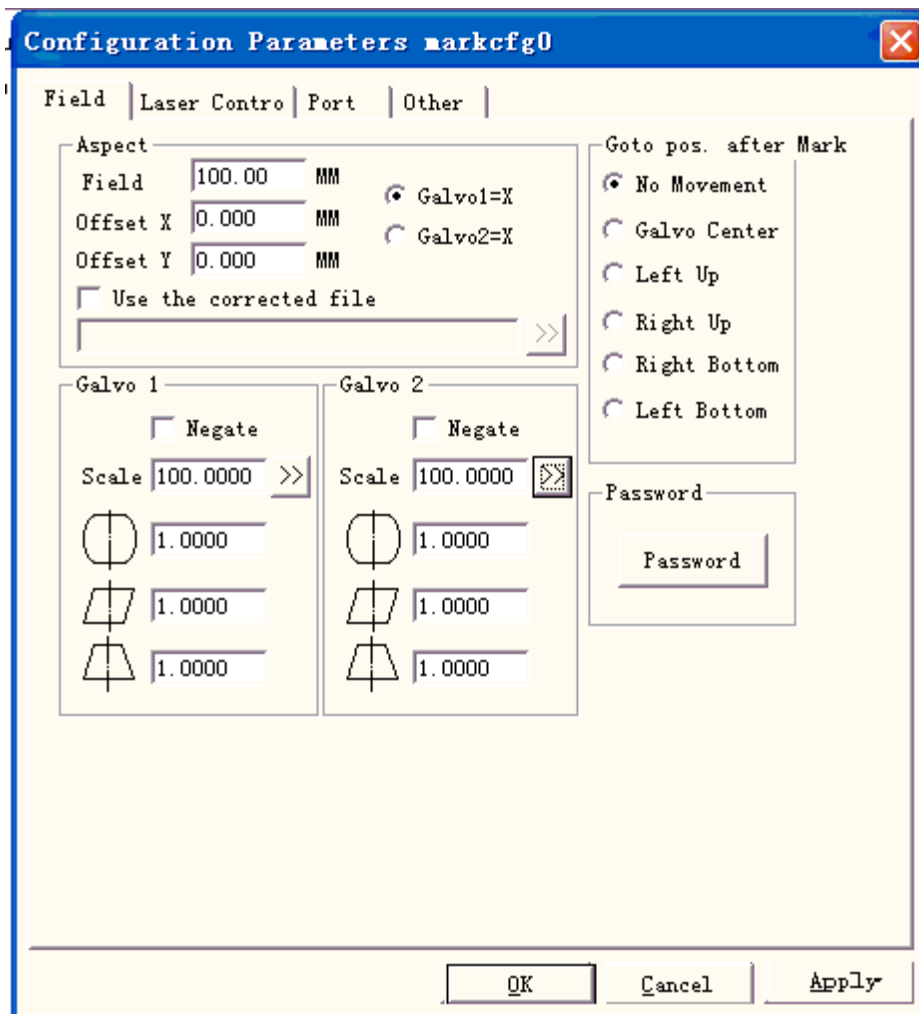 Configuration Parameters markcfg0
Field
Laser Contro
Port
Other
Aspect
Field 100.00 MM
Offset X 0.000 MM
Offset Y 0.000 MM
Galvo1=X
Galvo2=X
Use the corrected file
>>
Galvo 1
Negate
Scale 100.0000 >>
1.0000
1.0000
1.0000
Galvo 2
Negate
Scale 100.0000 >>
1.0000
1.0000
1.0000
Goto pos. after Mark
No Movement
Galvo Center
Left Up
Right Up
Right Bottom
Left Bottom
Password
Password
OK
Cancel
Apply